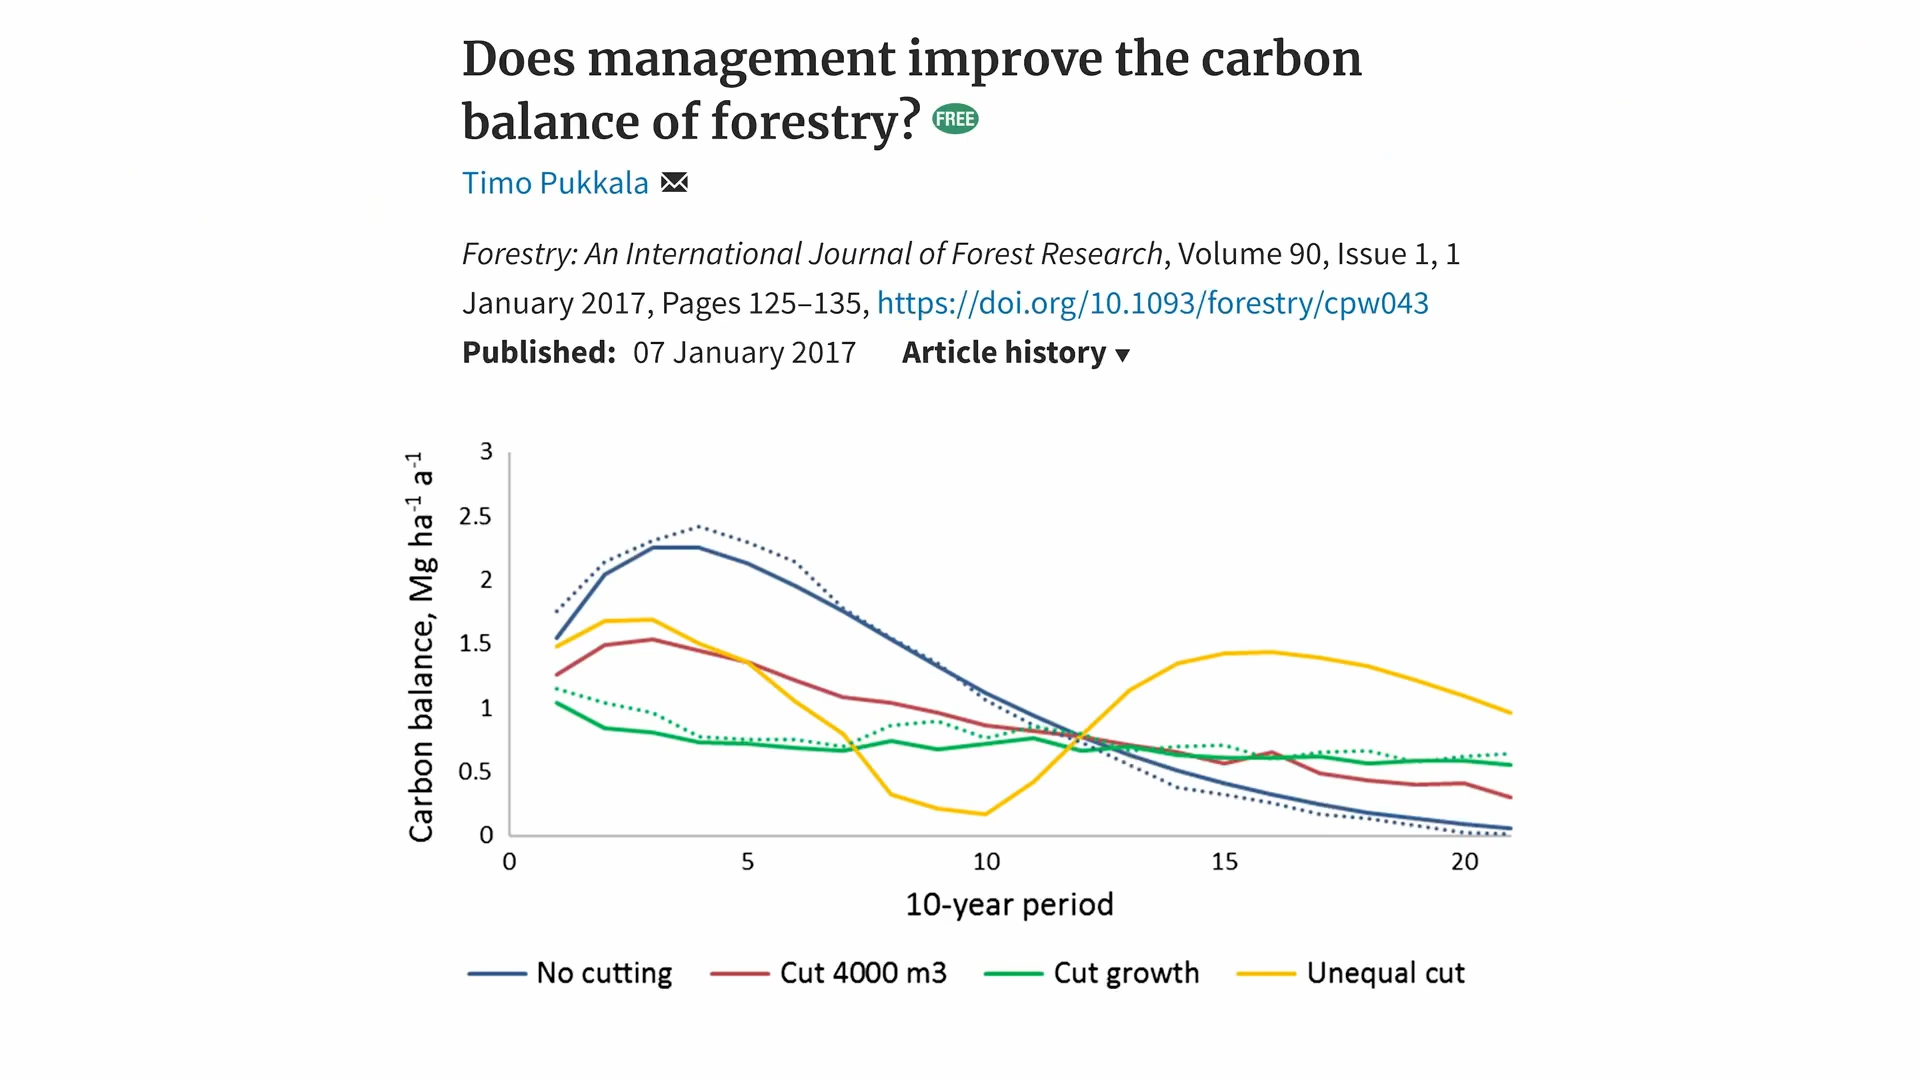 Does management improve the carbon
balance of forestry? FREE
Timo Pukkala
Forestry: An International Journal of Forest Research, Volume 90, Issue 1, 1
January 2017, Pages 125–135, https://doi.org/10.1093/forestry/cpw043
Published: 07 January 2017 Article history ▼
Carbon balance, Mg ha⁻¹ a⁻¹
3
2.5
2
1.5
1
0.5
0
0 5 10 15 20
10-year period
No cutting Cut 4000 m3 Cut growth Unequal cut